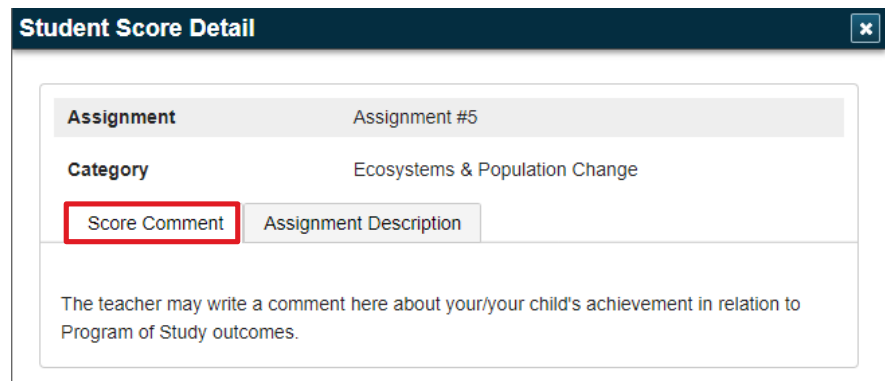 Student Score Detail
Assignment Assignment #5
Category Ecosystems & Population Change
Score Comment Assignment Description
The teacher may write a comment here about your/your child's achievement in relation to
Program of Study outcomes.